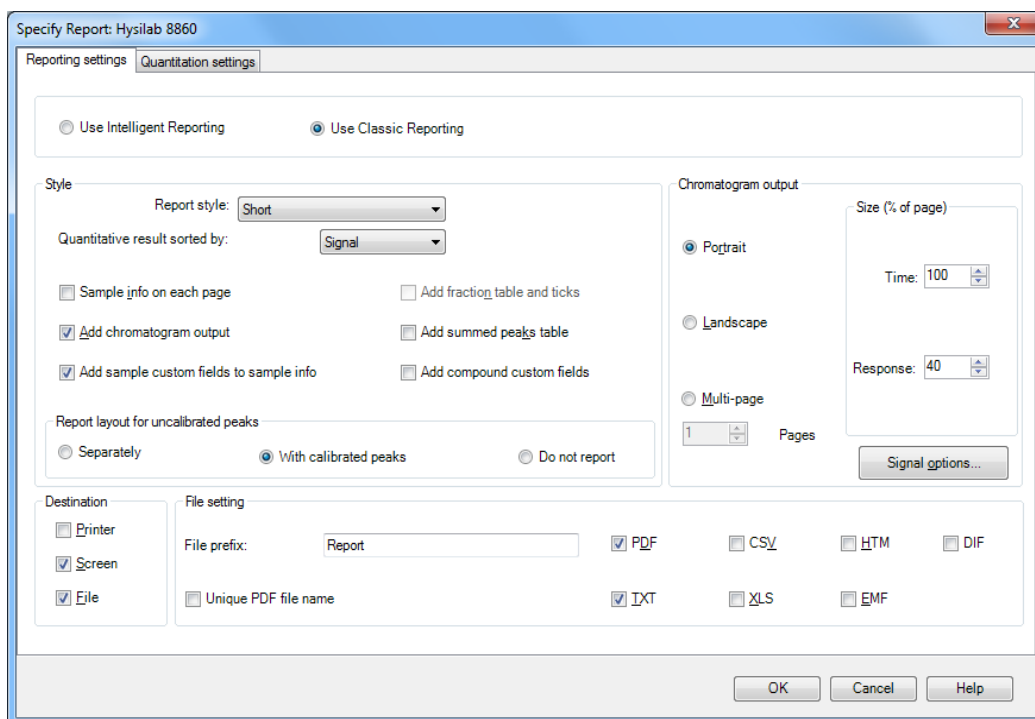 Specify Report: Hysilab 8860
Reporting settings
Quantitation settings
Use Intelligent Reporting
Use Classic Reporting
Style
Report style:
Short
Quantitative result sorted by:
Signal
Sample info on each page
Add fraction table and ticks
Add chromatogram output
Add summed peaks table
Add sample custom fields to sample info
Add compound custom fields
Report layout for uncalibrated peaks
Separately
With calibrated peaks
Do not report
Chromatogram output
Portrait
Landscape
Multi-page
1
Pages
Size (% of page)
Time:
100
Response:
40
Signal options...
Destination
Printer
Screen
File
File setting
File prefix:
Report
PDF
CSV
HTM
DIF
Unique PDF file name
TXT
XLS
EMF
OK
Cancel
Help